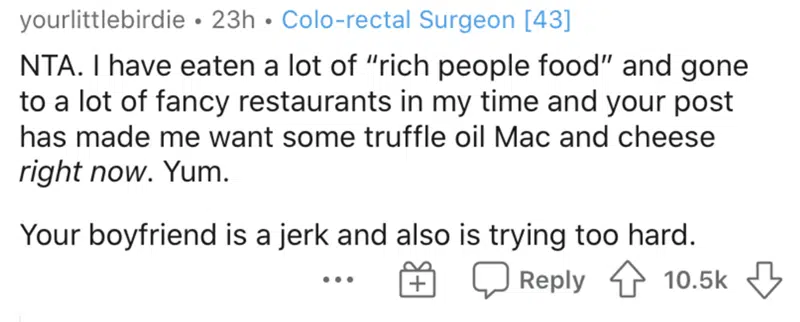 yourlittlebirdie • 23h • Colo-rectal Surgeon [43]
NTA. I have eaten a lot of “rich people food” and gone
to a lot of fancy restaurants in my time and your post
has made me want some truffle oil Mac and cheese
right now. Yum.
Your boyfriend is a jerk and also is trying too hard.
••• Reply 10.5k